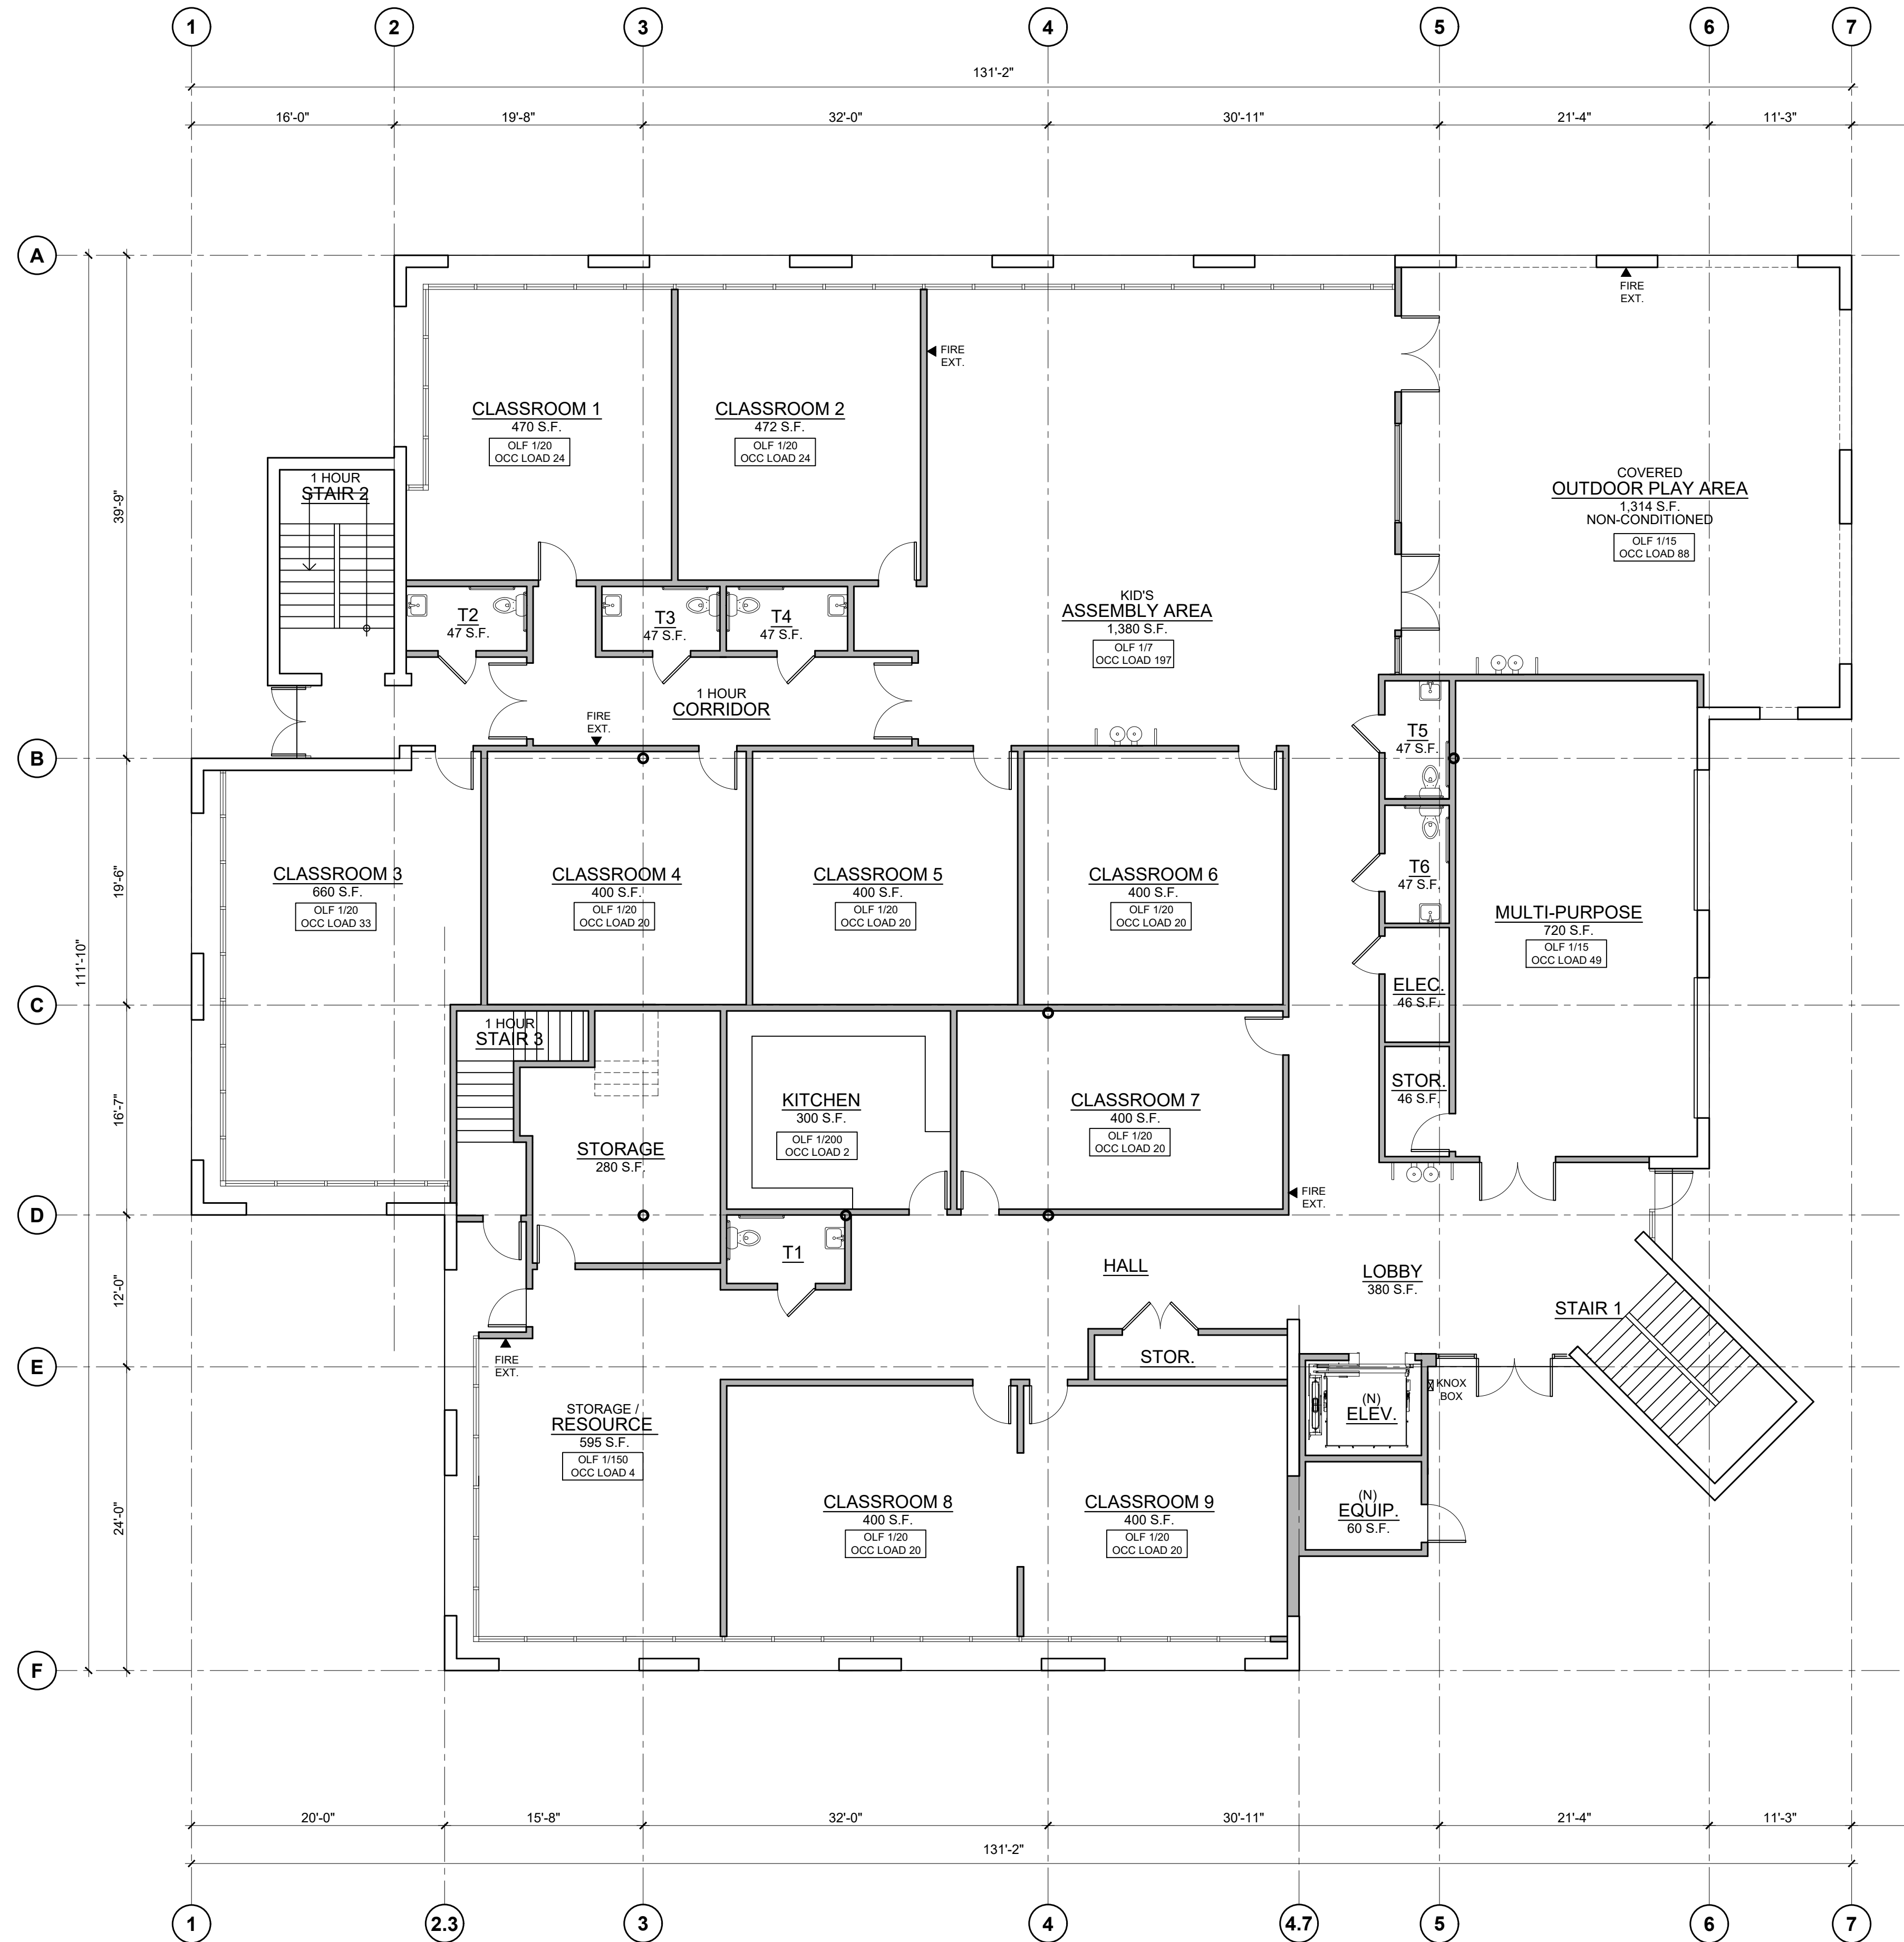 1
2
3
4
5
6
7
131'-2"
16'-0"
19'-8"
32'-0"
30'-11"
21'-4"
11'-3"
A
B
C
D
E
F
39'-9"
19'-6"
16'-7"
12'-0"
24'-0"
111'-10"
FIRE
EXT.
FIRE
EXT.
CLASSROOM 1
470 S.F.
OLF 1/20
OCC LOAD 24
CLASSROOM 2
472 S.F.
OLF 1/20
OCC LOAD 24
1 HOUR
STAIR 2
COVERED
OUTDOOR PLAY AREA
1,314 S.F.
NON-CONDITIONED
OLF 1/15
OCC LOAD 88
KID'S
ASSEMBLY AREA
1,380 S.F.
OLF 1/7
OCC LOAD 197
T2
47 S.F.
T3
47 S.F.
T4
47 S.F.
1 HOUR
CORRIDOR
FIRE
EXT.
T5
47 S.F.
T6
47 S.F.
CLASSROOM 3
660 S.F.
OLF 1/20
OCC LOAD 33
CLASSROOM 4
400 S.F.
OLF 1/20
OCC LOAD 20
CLASSROOM 5
400 S.F.
OLF 1/20
OCC LOAD 20
CLASSROOM 6
400 S.F.
OLF 1/20
OCC LOAD 20
MULTI-PURPOSE
720 S.F.
OLF 1/15
OCC LOAD 49
ELEC.
46 S.F.
STOR.
46 S.F.
1 HOUR
STAIR 3
STORAGE
280 S.F.
KITCHEN
300 S.F.
OLF 1/200
OCC LOAD 2
CLASSROOM 7
400 S.F.
OLF 1/20
OCC LOAD 20
FIRE
EXT.
T1
HALL
LOBBY
380 S.F.
STAIR 1
STOR.
FIRE
EXT.
(N)
ELEV.
KNOX
BOX
STORAGE /
RESOURCE
595 S.F.
OLF 1/150
OCC LOAD 4
CLASSROOM 8
400 S.F.
OLF 1/20
OCC LOAD 20
CLASSROOM 9
400 S.F.
OLF 1/20
OCC LOAD 20
(N)
EQUIP.
60 S.F.
20'-0"
15'-8"
32'-0"
30'-11"
21'-4"
11'-3"
131'-2"
1
2.3
3
4
4.7
5
6
7